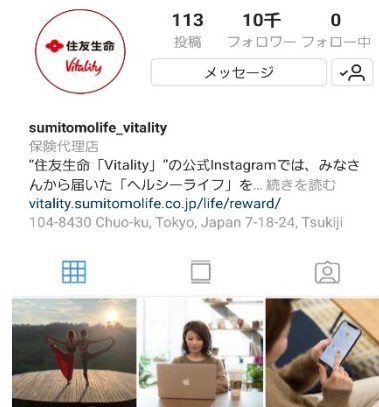 住友生命
Vitality
113 10千 0
投稿 フォロワー フォロー中
メッセージ
sumitomolife_vitality
保険代理店
“住友生命「Vitality」”の公式Instagramでは、みなさ
んから届いた「ヘルシーライフ」を... 続きを読む
vitality.sumitomolife.co.jp/life/reward/
104-8430 Chuo-ku, Tokyo, Japan 7-18-24, Tsukiji